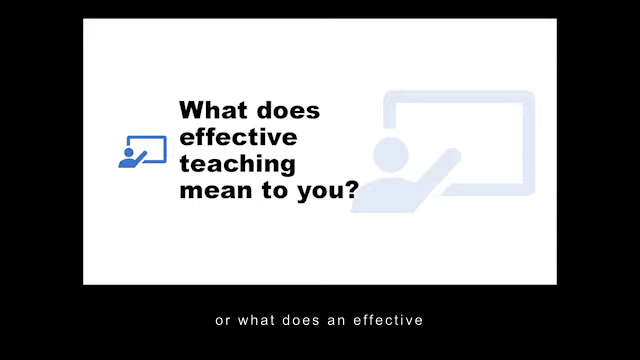 What does
effective
teaching
mean to you?
or what does an effective